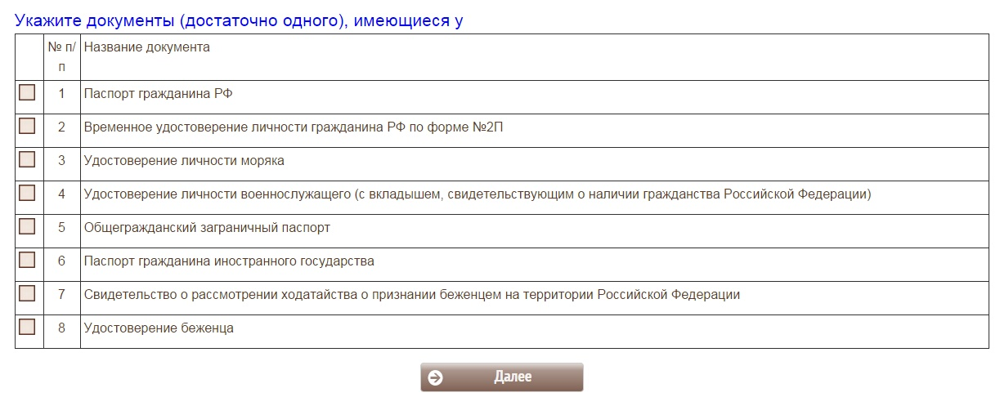 Укажите документы (достаточно одного), имеющиеся у
№ п/п Название документа
1 Паспорт гражданина РФ
2 Временное удостоверение личности гражданина РФ по форме №2П
3 Удостоверение личности моряка
4 Удостоверение личности военнослужащего (с вкладышем, свидетельствующим о наличии гражданства Российской Федерации)
5 Общегражданский заграничный паспорт
6 Паспорт гражданина иностранного государства
7 Свидетельство о рассмотрении ходатайства о признании беженцем на территории Российской Федерации
8 Удостоверение беженца
Далее